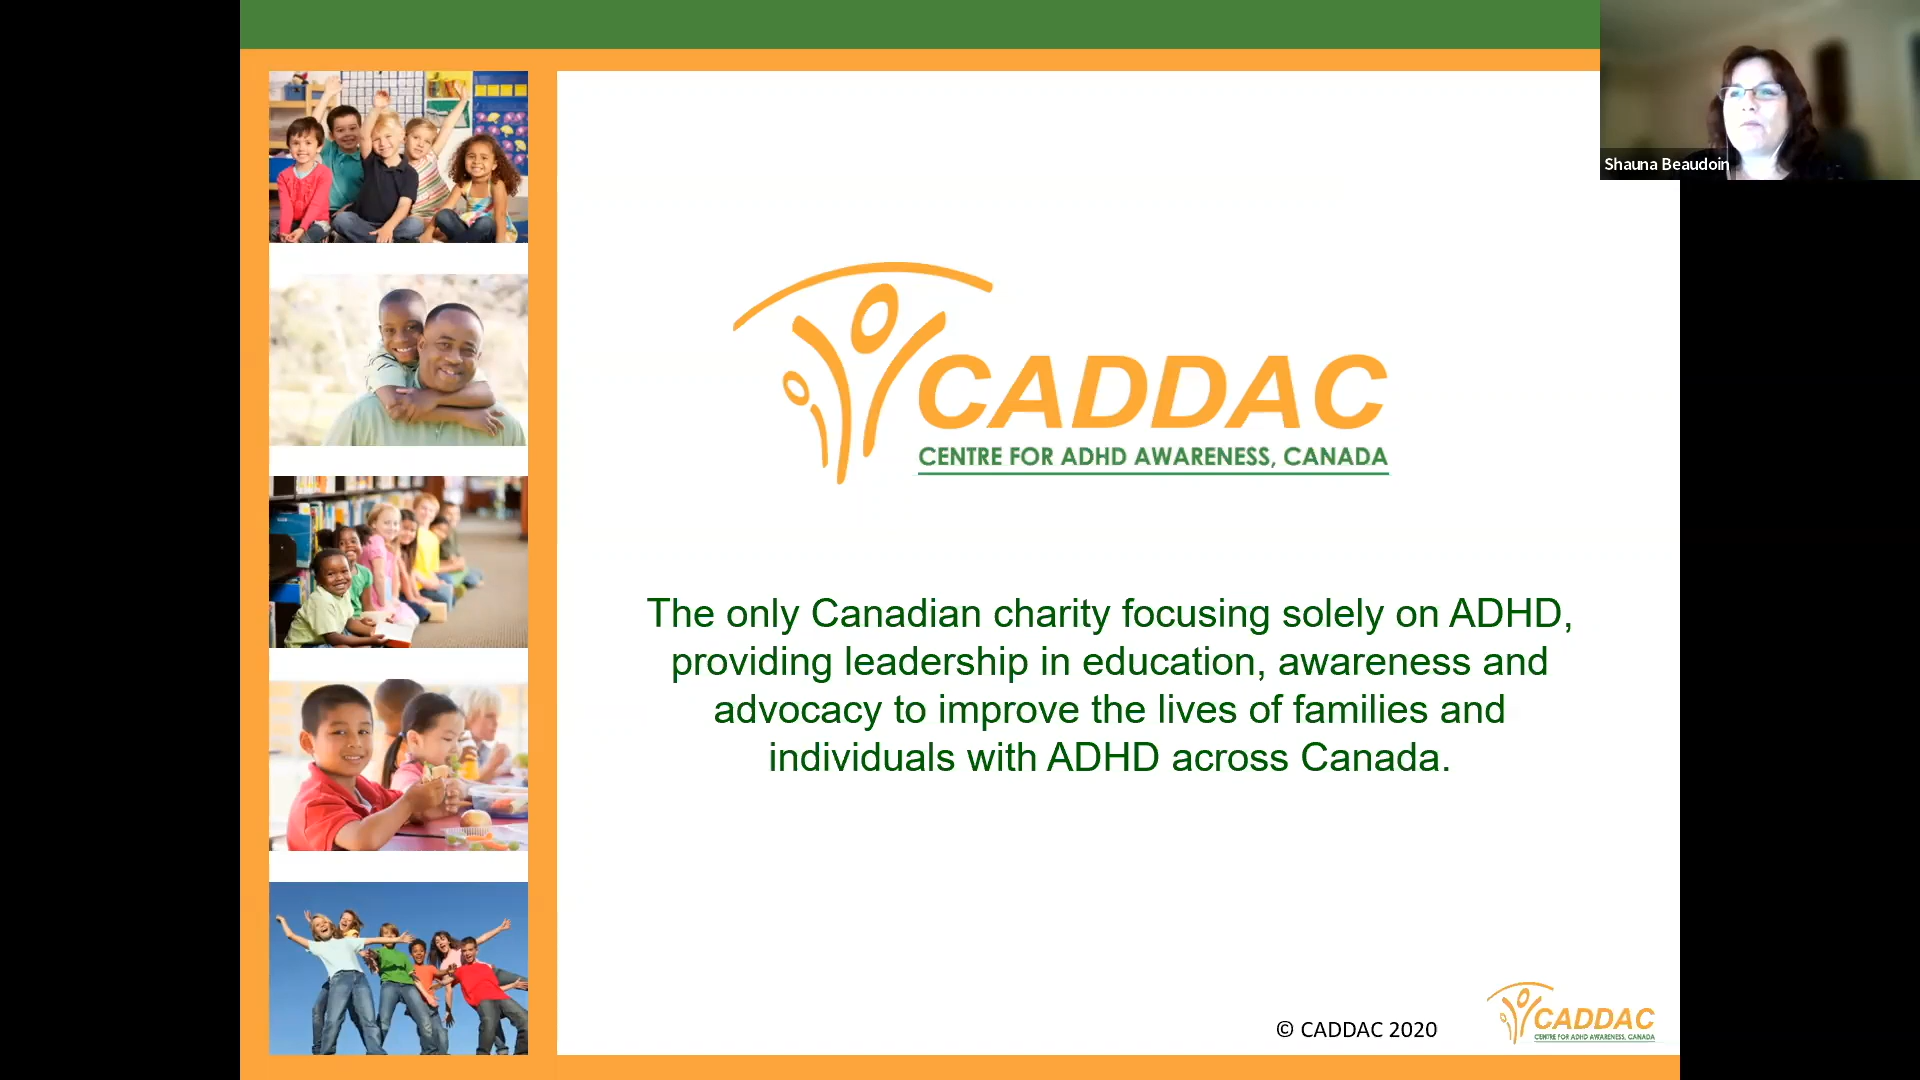 Shauna Beaudoin
CADDAC
CENTRE FOR ADHD AWARENESS, CANADA
The only Canadian charity focusing solely on ADHD,
providing leadership in education, awareness and
advocacy to improve the lives of families and
individuals with ADHD across Canada.
© CADDAC 2020
CADDAC
CENTRE FOR ADHD AWARENESS, CANADA